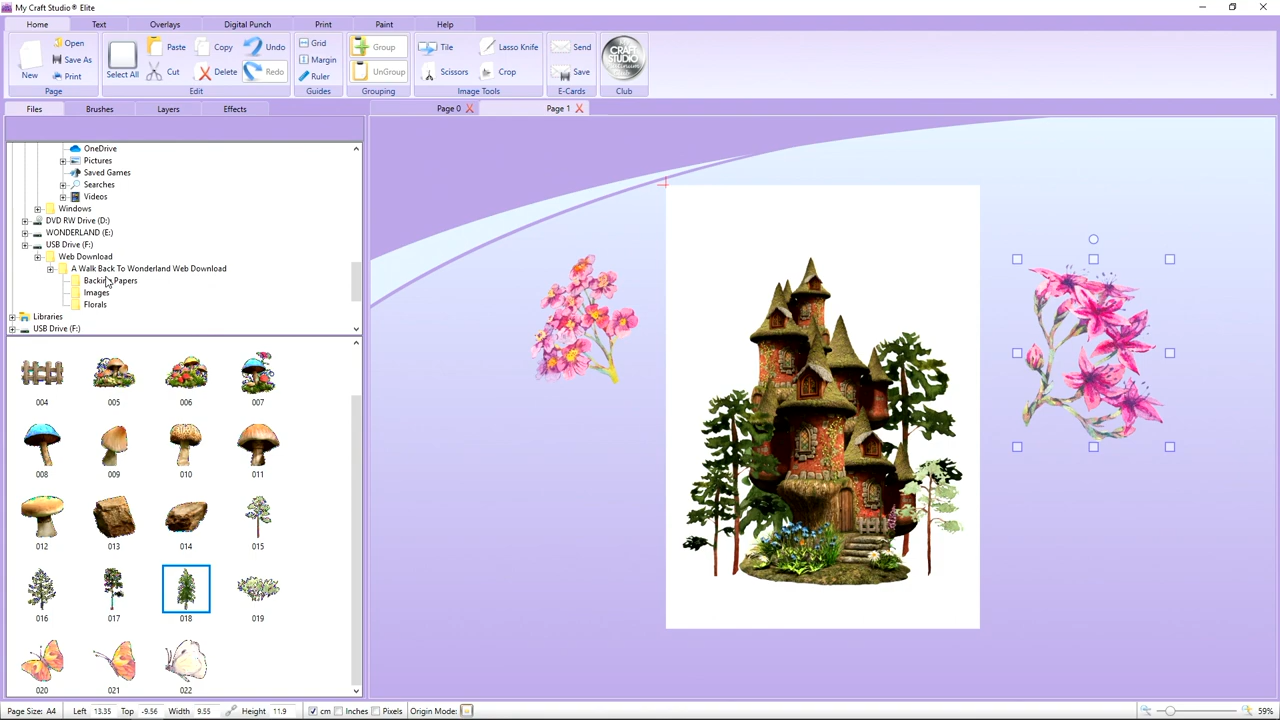 My Craft Studio® Elite
Home Text Overlays Digital Punch Print Paint Help
New Open Save As Print Select All Paste Copy Undo Cut Delete Redo Grid Margin Ruler Group UnGroup Tile Lasso Knife Scissors Crop Send Save MY CRAFT STUDIO
Page Edit Guides Grouping Image Tools E-Cards Club
Files Brushes Layers Effects Page 0 Page 1
OneDrive
Pictures
Saved Games
Searches
Videos
Windows
DVD RW Drive (D:)
WONDERLAND (E:)
USB Drive (F:)
Web Download
A Walk Back To Wonderland Web Download
Backing Papers
Images
Florals
Libraries
USB Drive (F:)
004 005 006 007
008 009 010 011
012 013 014 015
016 017 018 019
020 021 022
Page Size: A4 Left 13.35 Top -9.56 Width 9.55 Height 11.9 cm Inches Pixels Origin Mode: 59%